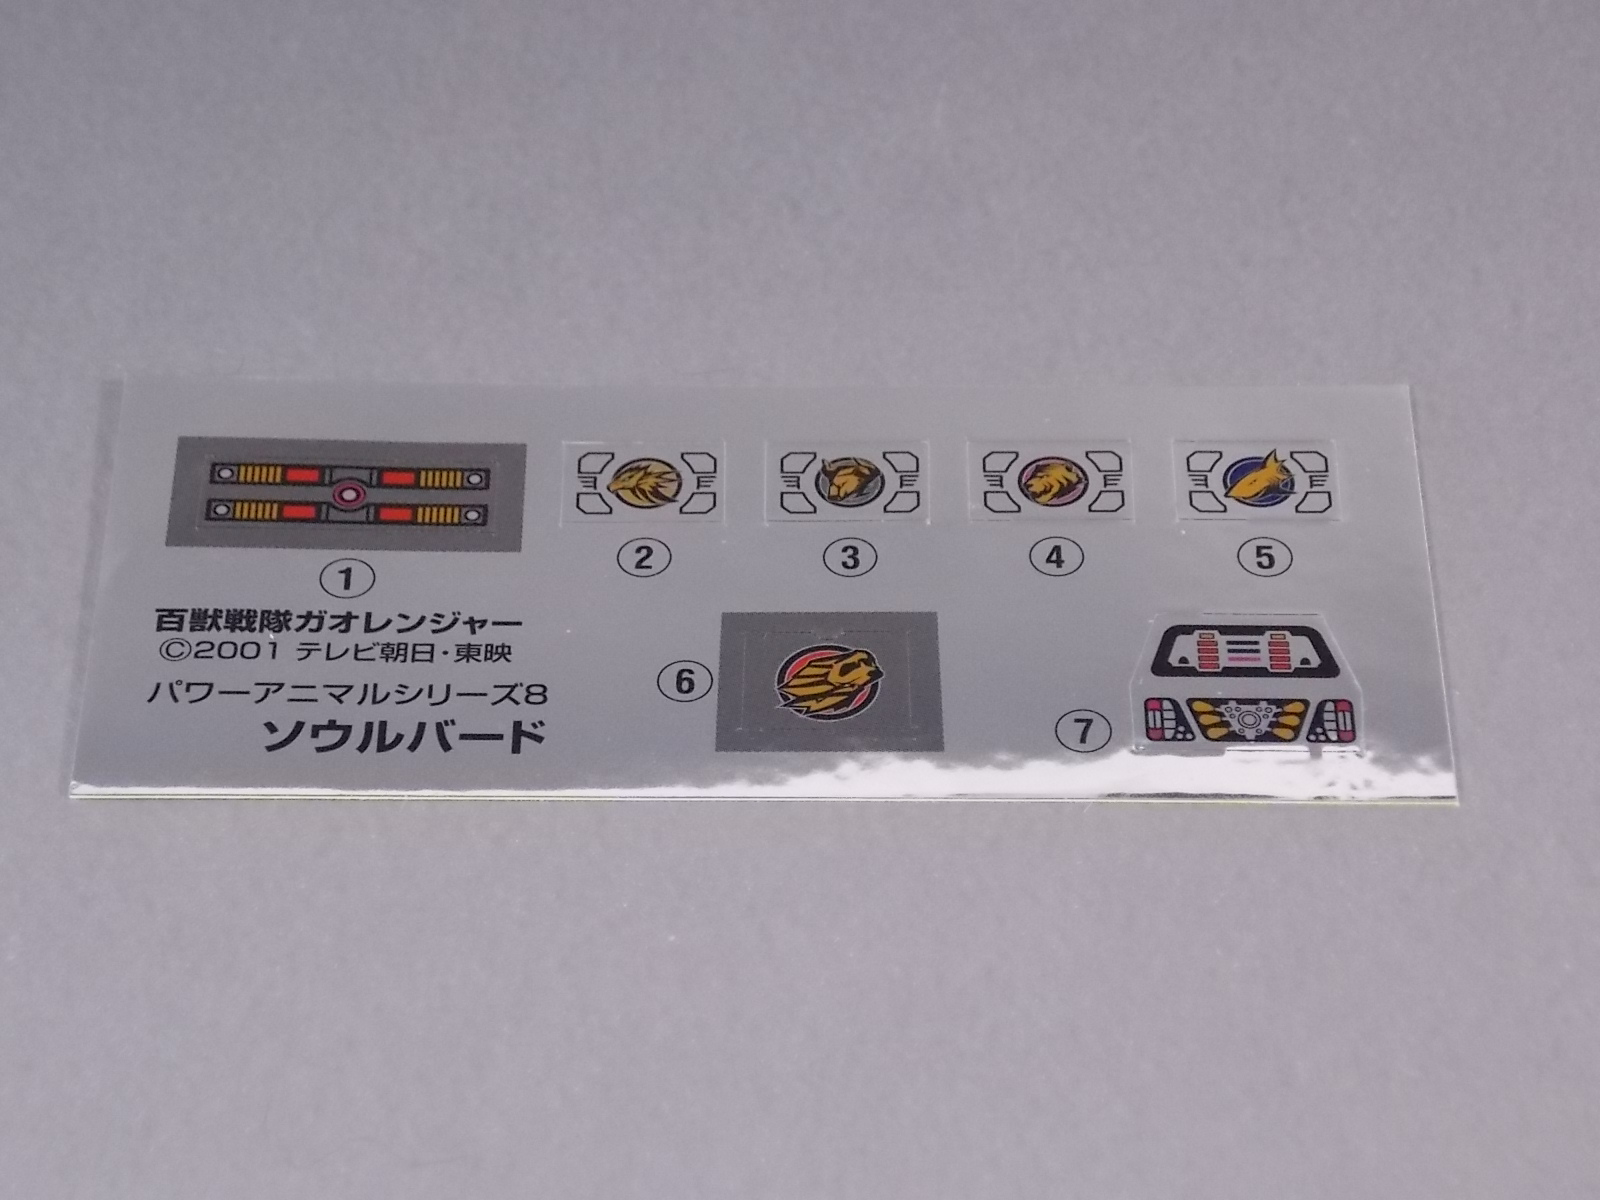 ① ② ③ ④ ⑤
百獣戦隊ガオレンジャー
©2001 テレビ朝日・東映
パワーアニマルシリーズ8
ソウルバード
⑥ ⑦